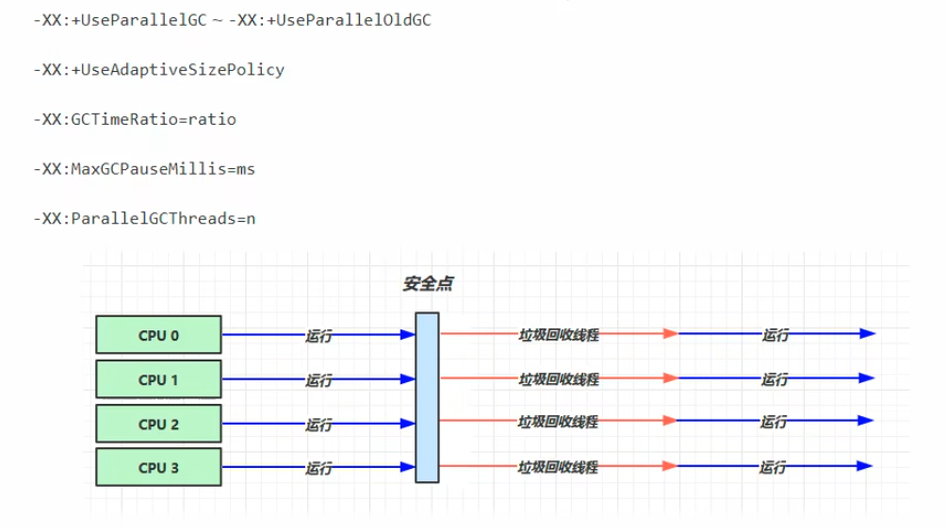 -XX:+UseParallelGC ~ -XX:+UseParallelOldGC
-XX:+UseAdaptiveSizePolicy
-XX:GCTimeRatio=ratio
-XX:MaxGCPauseMillis=ms
-XX:ParallelGCThreads=n
安全点
CPU 0 运行 垃圾回收线程 运行
CPU 1 运行 垃圾回收线程 运行
CPU 2 运行 垃圾回收线程 运行
CPU 3 运行 垃圾回收线程 运行